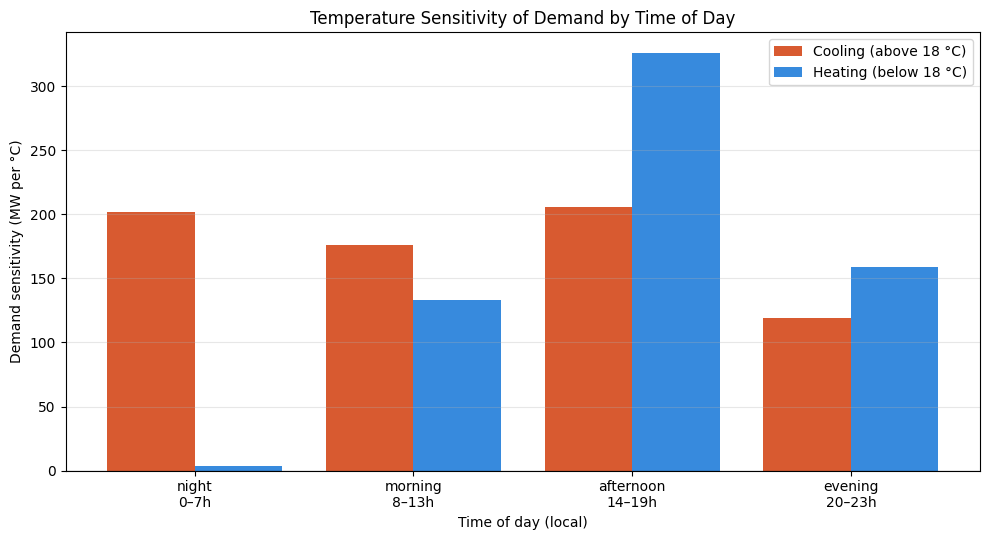 Temperature Sensitivity of Demand by Time of Day
Cooling (above 18 °C)
Heating (below 18 °C)
Demand sensitivity (MW per °C)
300
250
200
150
100
50
0
night
0–7h
morning
8–13h
afternoon
14–19h
evening
20–23h
Time of day (local)